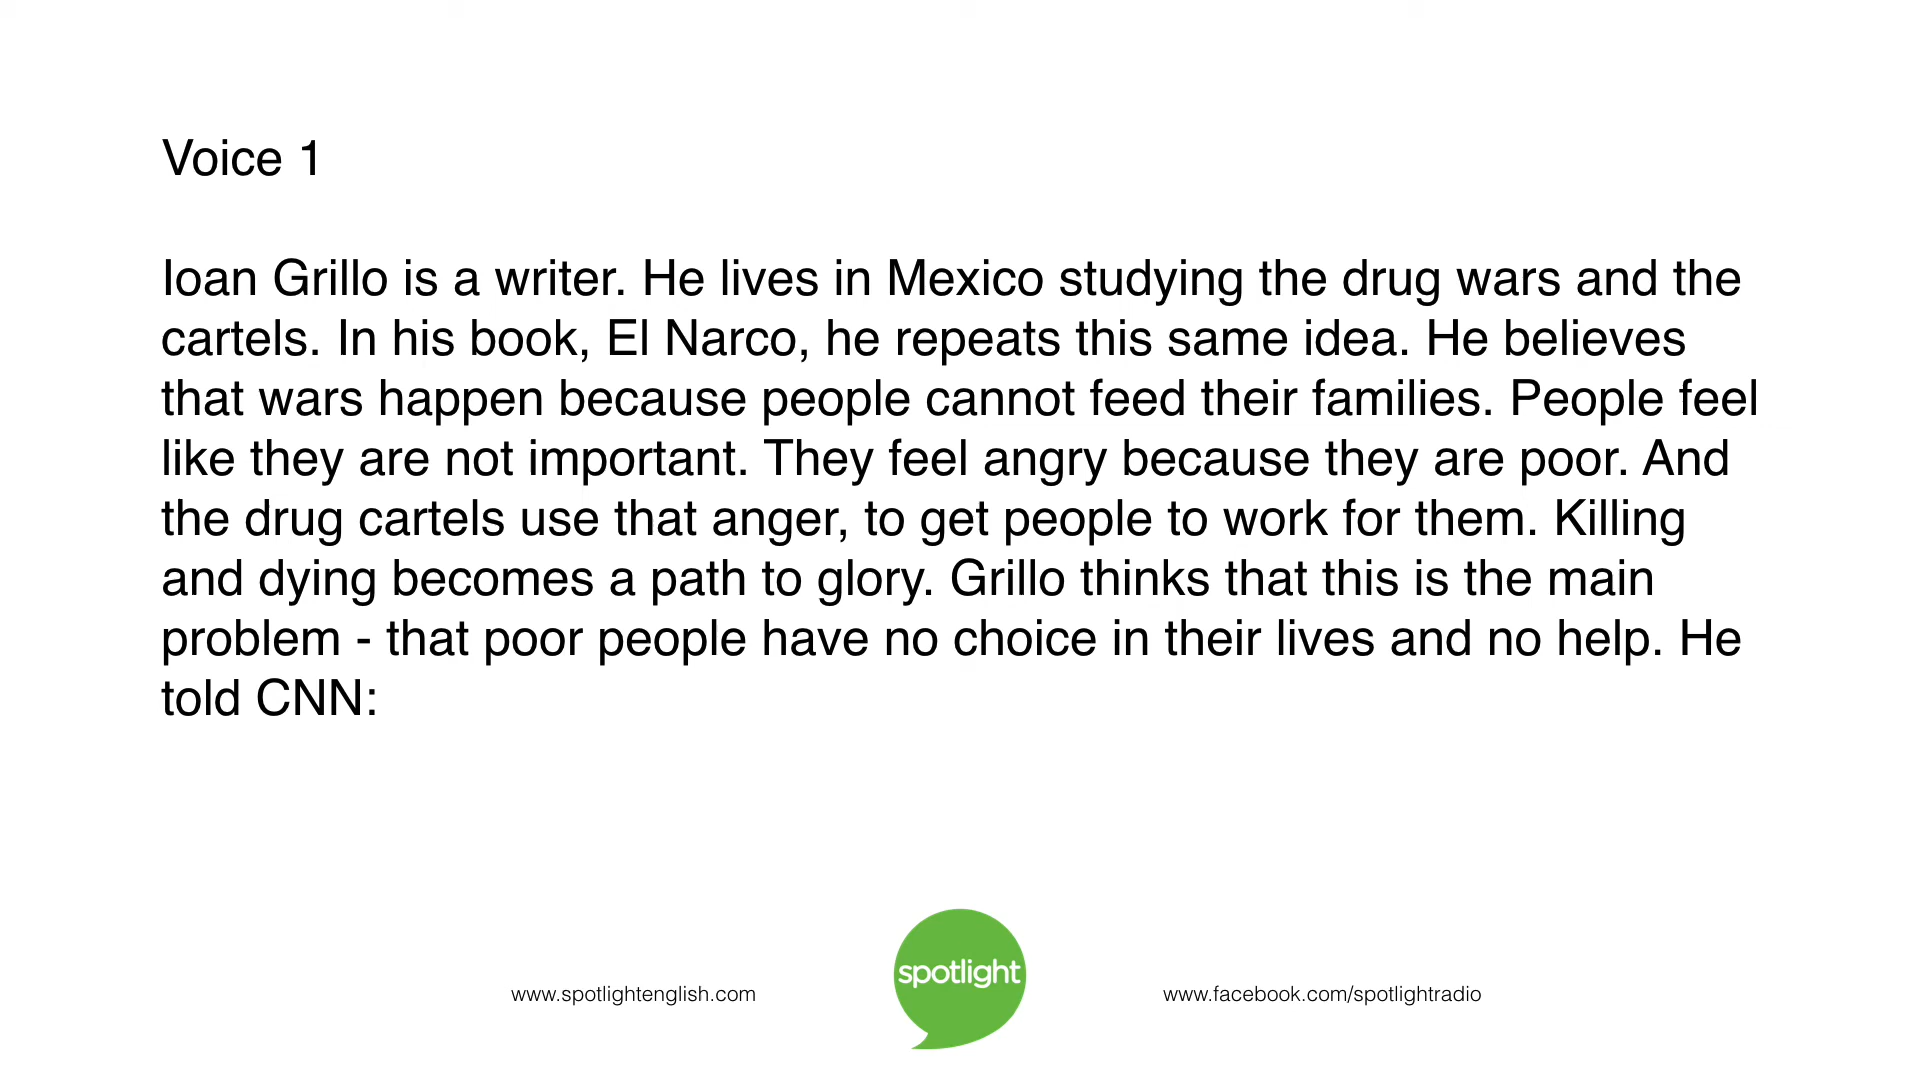 Voice 1
Ioan Grillo is a writer. He lives in Mexico studying the drug wars and the
cartels. In his book, El Narco, he repeats this same idea. He believes
that wars happen because people cannot feed their families. People feel
like they are not important. They feel angry because they are poor. And
the drug cartels use that anger, to get people to work for them. Killing
and dying becomes a path to glory. Grillo thinks that this is the main
problem - that poor people have no choice in their lives and no help. He
told CNN:
www.spotlightenglish.com
spotlight
www.facebook.com/spotlightradio